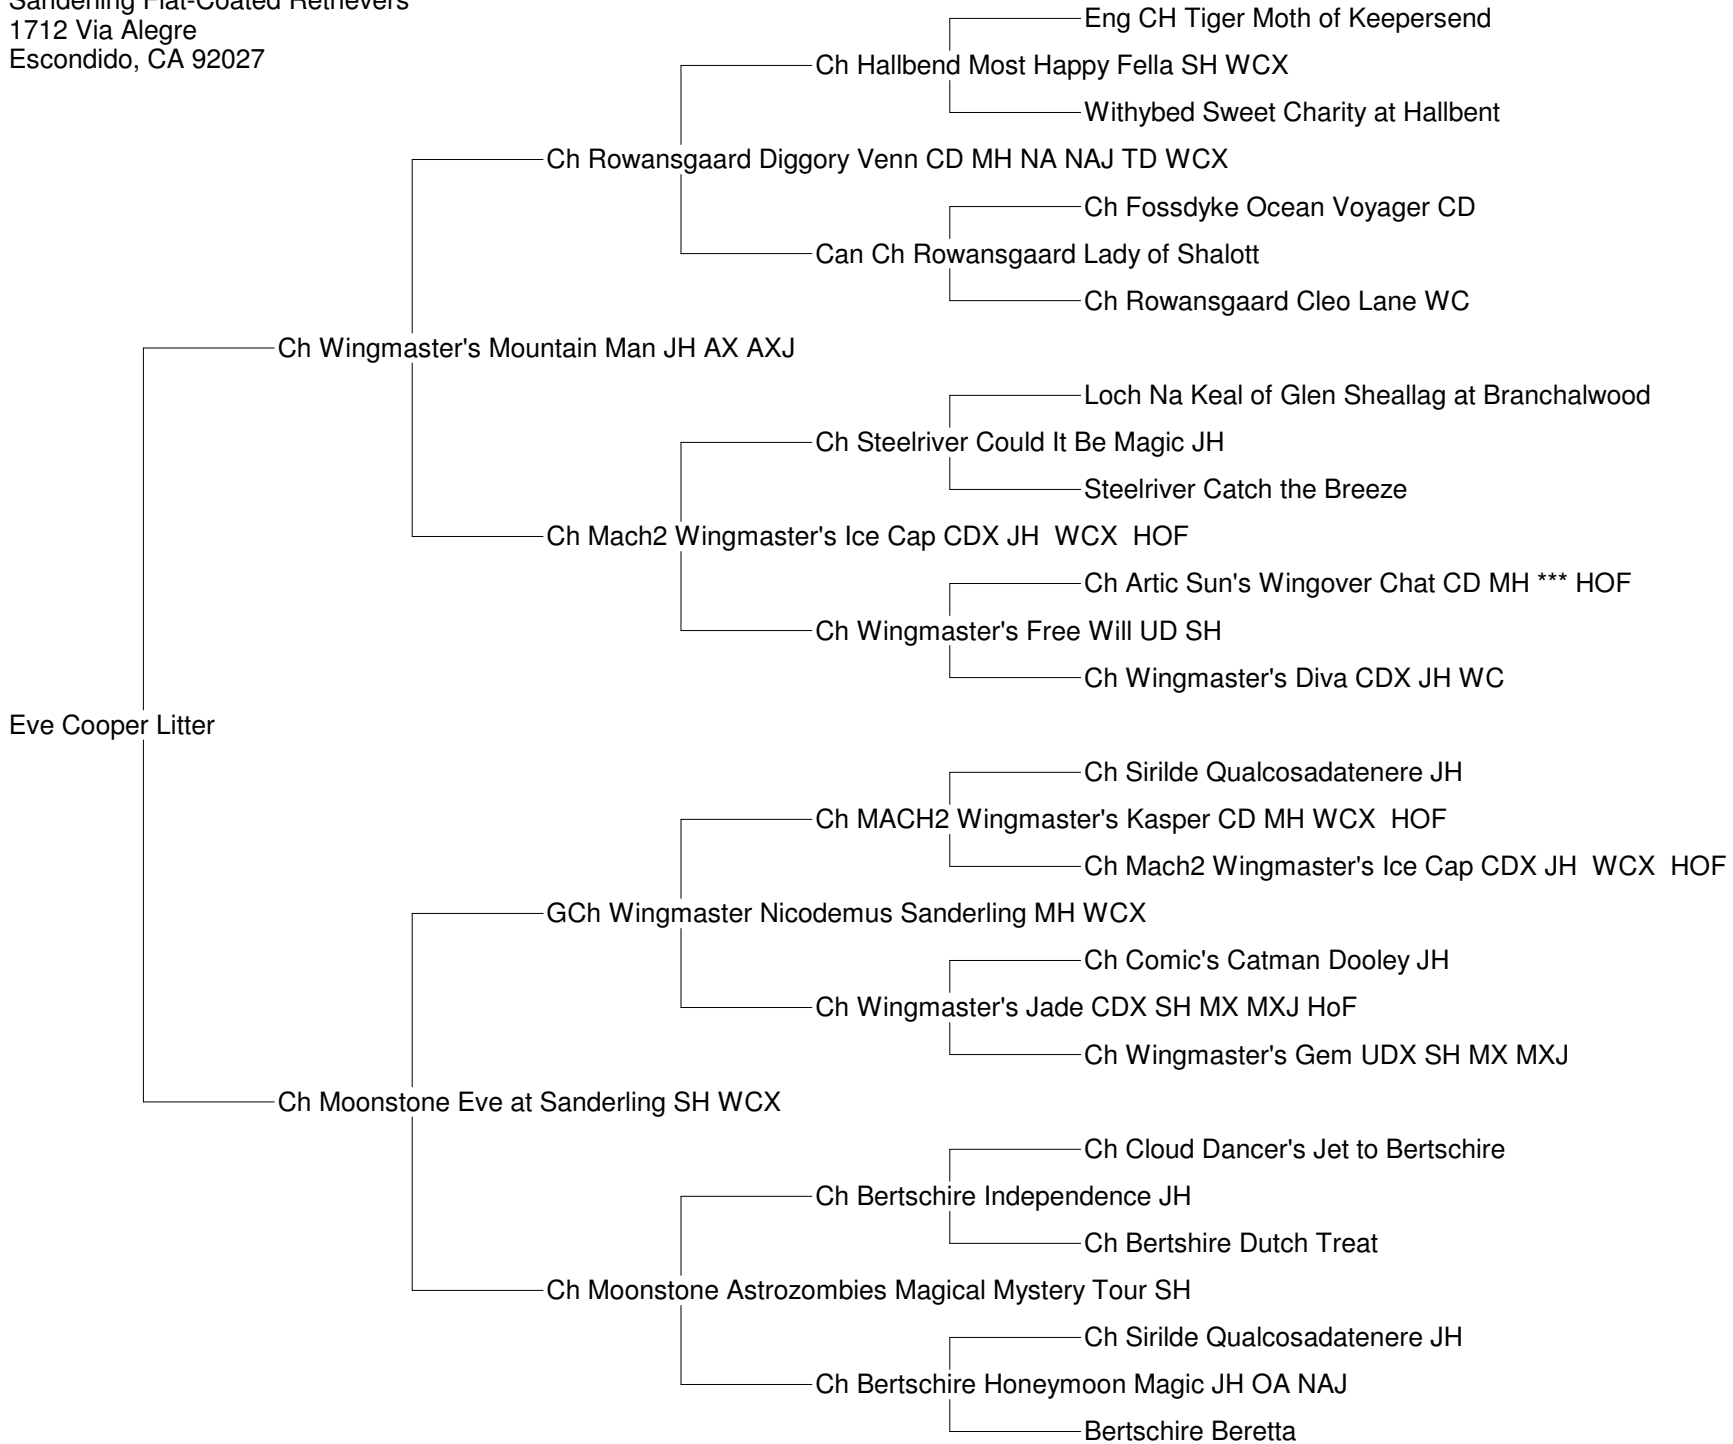 Sanderling Flat-Coated Retrievers
1712 Via Alegre
Escondido, CA 92027
Eng CH Tiger Moth of Keepersend
Ch Hallbend Most Happy Fella SH WCX
Withybed Sweet Charity at Hallbent
Ch Rowansgaard Diggory Venn CD MH NA NAJ TD WCX
Ch Fossdyke Ocean Voyager CD
Can Ch Rowansgaard Lady of Shalott
Ch Rowansgaard Cleo Lane WC
Ch Wingmaster's Mountain Man JH AX AXJ
Loch Na Keal of Glen Sheallag at Branchalwood
Ch Steelriver Could It Be Magic JH
Steelriver Catch the Breeze
Ch Mach2 Wingmaster's Ice Cap CDX JH  WCX  HOF
Ch Artic Sun's Wingover Chat CD MH *** HOF
Ch Wingmaster's Free Will UD SH
Ch Wingmaster's Diva CDX JH WC
Eve Cooper Litter
Ch Sirilde Qualcosadatenere JH
Ch MACH2 Wingmaster's Kasper CD MH WCX  HOF
Ch Mach2 Wingmaster's Ice Cap CDX JH  WCX  HOF
GCh Wingmaster Nicodemus Sanderling MH WCX
Ch Comic's Catman Dooley JH
Ch Wingmaster's Jade CDX SH MX MXJ HoF
Ch Wingmaster's Gem UDX SH MX MXJ
Ch Moonstone Eve at Sanderling SH WCX
Ch Cloud Dancer's Jet to Bertschire
Ch Bertschire Independence JH
Ch Bertshire Dutch Treat
Ch Moonstone Astrozombies Magical Mystery Tour SH
Ch Sirilde Qualcosadatenere JH
Ch Bertschire Honeymoon Magic JH OA NAJ
Bertschire Beretta